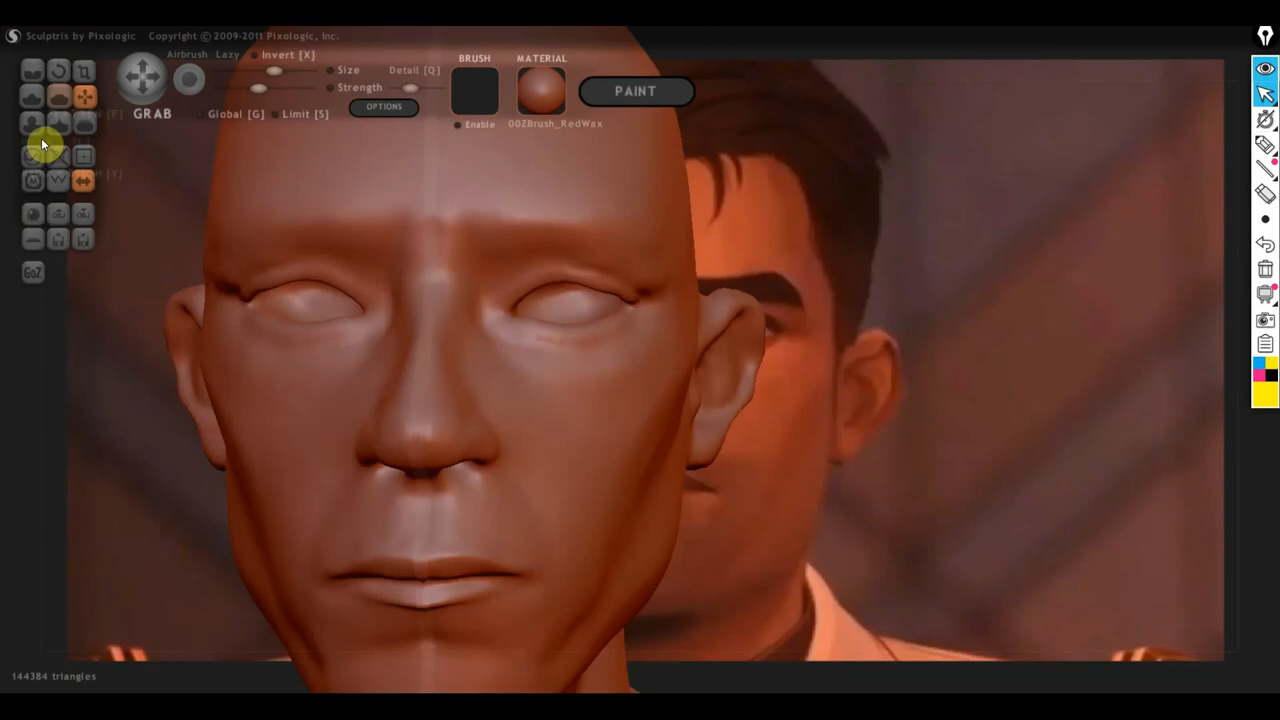 Sculptris by Pixologic Copyright © 2009-2011 Pixologic, Inc.
Airbrush Lazy Invert [X]
BRUSH MATERIAL
Size Detail [Q]
Strength
PAINT
OPTIONS
GRAB Global [G] Limit [S]
Enable 00ZBrush_RedWax
[F]
[Y]
GoZ
144384 triangles